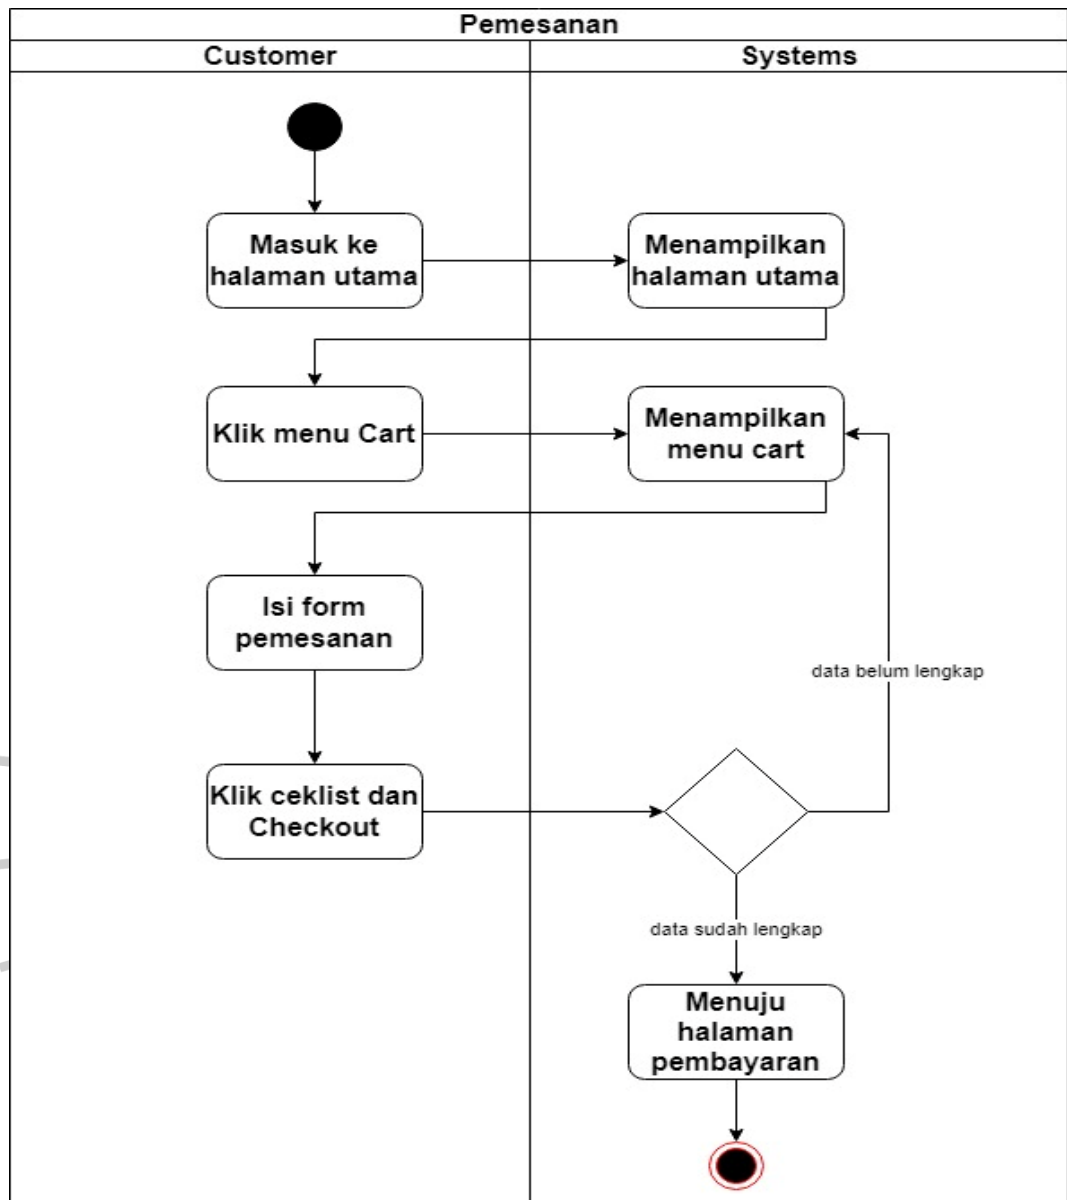 Pemesanan
Customer
Systems
Masuk ke
halaman utama
Menampilkan
halaman utama
Klik menu Cart
Menampilkan
menu cart
Isi form
pemesanan
data belum lengkap
Klik ceklist dan
Checkout
data sudah lengkap
Menuju
halaman
pembayaran